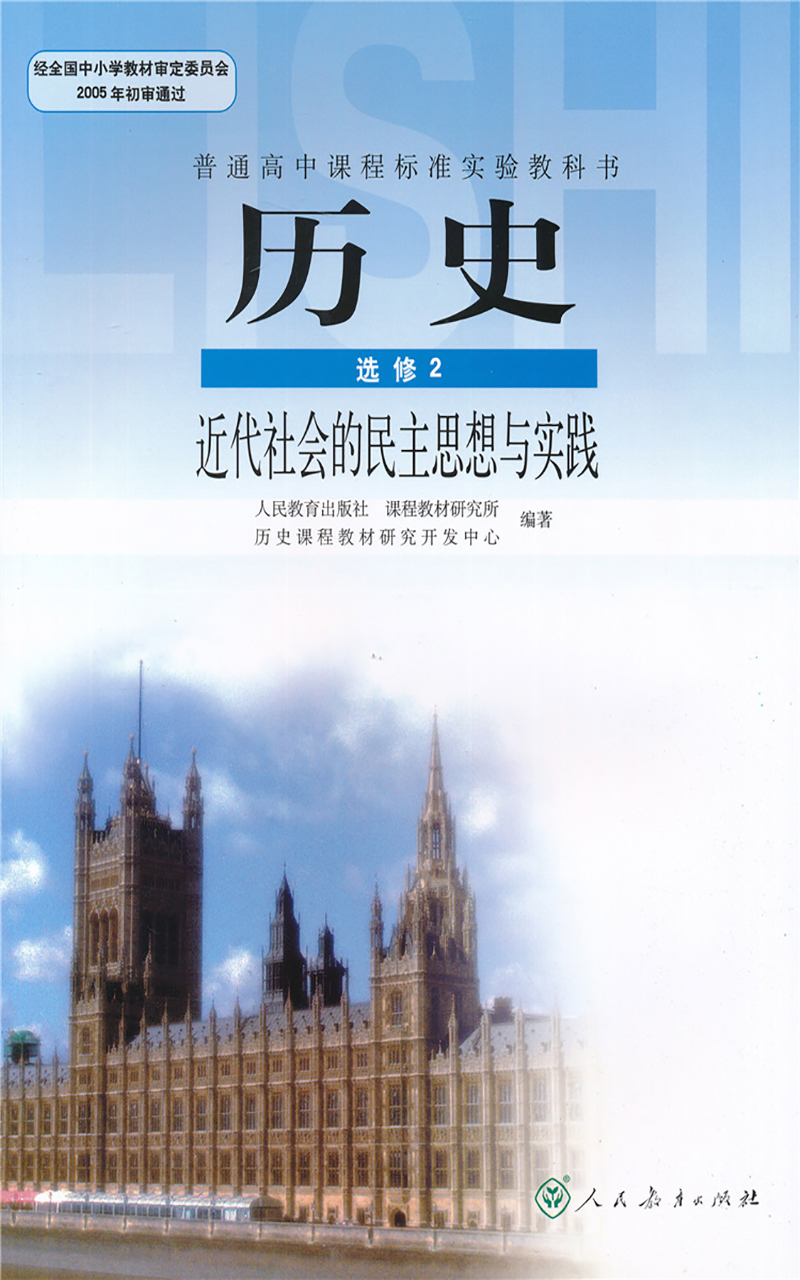 经全国中小学教材审定委员会
2005年初审通过
LISHI
普通高中课程标准实验教科书
历史
选修2
近代社会的民主思想与实践
人民教育出版社 课程教材研究所
历史课程教材研究开发中心
编著
人民教育出版社